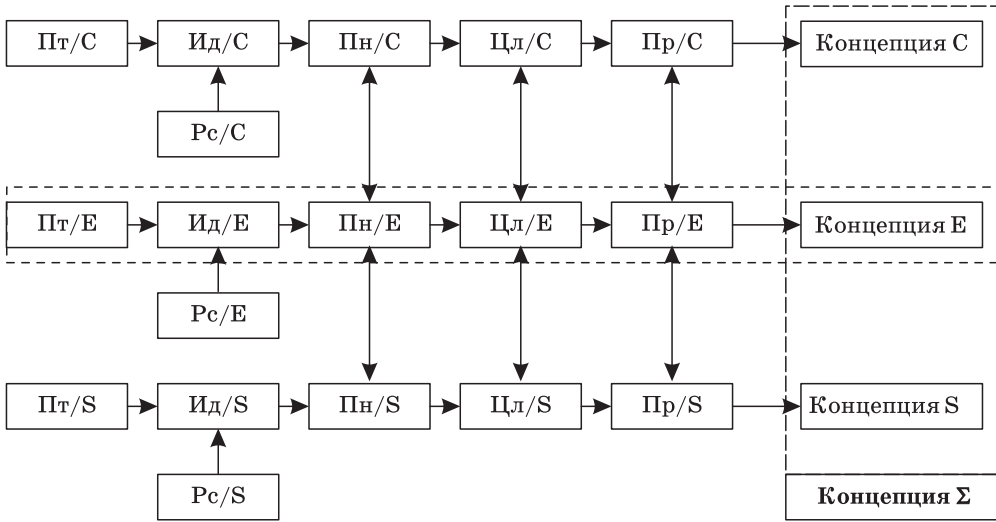 Пт/C
Ид/C
Пн/C
Цл/C
Пр/C
Концепция C
Рс/C
Пт/E
Ид/E
Пн/E
Цл/E
Пр/E
Концепция E
Рс/E
Пт/S
Ид/S
Пн/S
Цл/S
Пр/S
Концепция S
Рс/S
Концепция Σ